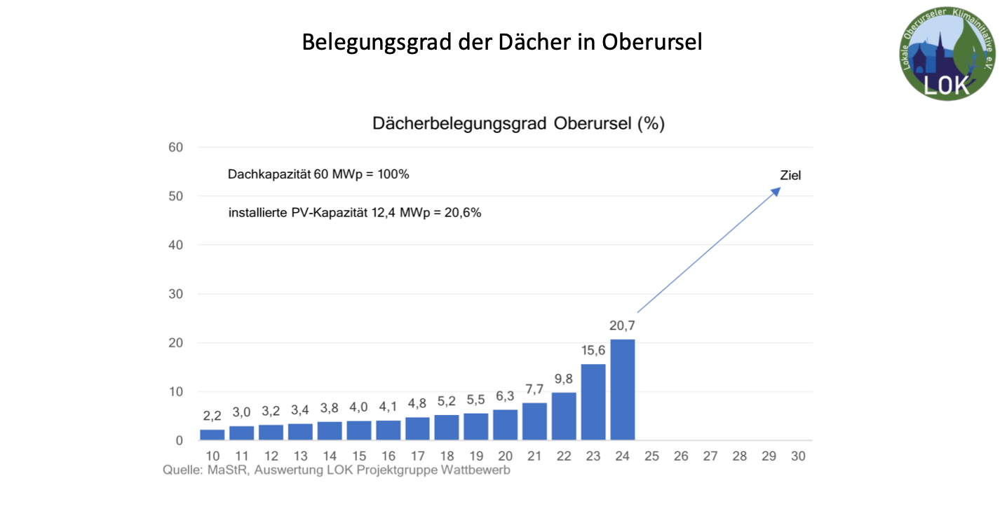 Belegungsgrad der Dächer in Oberursel
Lokale Oberurseler Klimainitiative e.V.
LOK
Dächerbelegungsgrad Oberursel (%)
60
Dachkapazität 60 MWp = 100%
Ziel
50
installierte PV-Kapazität 12,4 MWp = 20,6%
40
30
20
10
0
2,2 3,0 3,2 3,4 3,8 4,0 4,1 4,8 5,2 5,5 6,3 7,7 9,8 15,6 20,7
10 11 12 13 14 15 16 17 18 19 20 21 22 23 24 25 26 27 28 29 30
Quelle: MaStR, Auswertung LOK Projektgruppe Wattbewerb